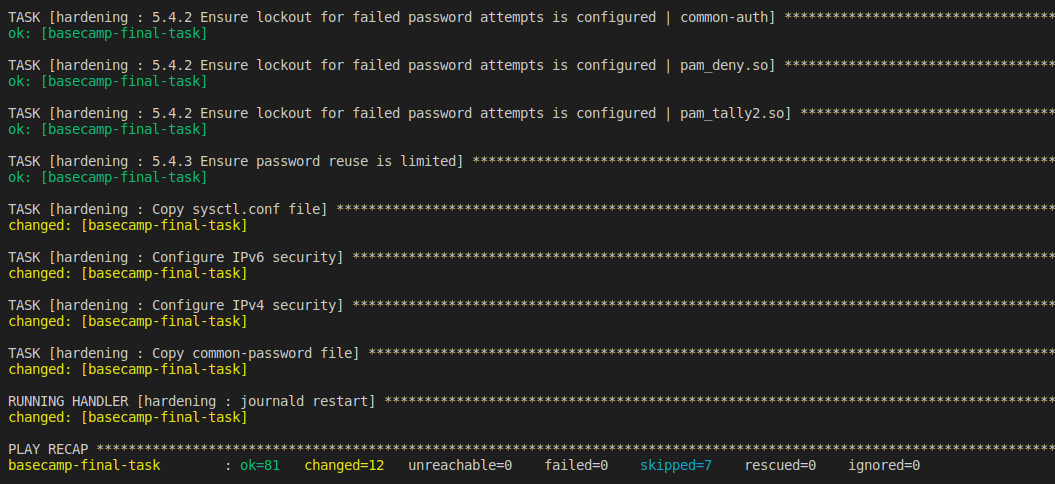 TASK [hardening : 5.4.2 Ensure lockout for failed password attempts is configured | common-auth] **********************************
ok: [basecamp-final-task]
TASK [hardening : 5.4.2 Ensure lockout for failed password attempts is configured | pam_deny.so] **********************************
ok: [basecamp-final-task]
TASK [hardening : 5.4.2 Ensure lockout for failed password attempts is configured | pam_tally2.so] ********************************
ok: [basecamp-final-task]
TASK [hardening : 5.4.3 Ensure password reuse is limited] *************************************************************************
ok: [basecamp-final-task]
TASK [hardening : Copy sysctl.conf file] ******************************************************************************************
changed: [basecamp-final-task]
TASK [hardening : Configure IPv6 security] ****************************************************************************************
changed: [basecamp-final-task]
TASK [hardening : Configure IPv4 security] ****************************************************************************************
changed: [basecamp-final-task]
TASK [hardening : Copy common-password file] **************************************************************************************
changed: [basecamp-final-task]
RUNNING HANDLER [hardening : journald restart] ************************************************************************************
changed: [basecamp-final-task]
PLAY RECAP ************************************************************************************************************************
basecamp-final-task        : ok=81   changed=12   unreachable=0    failed=0    skipped=7    rescued=0    ignored=0